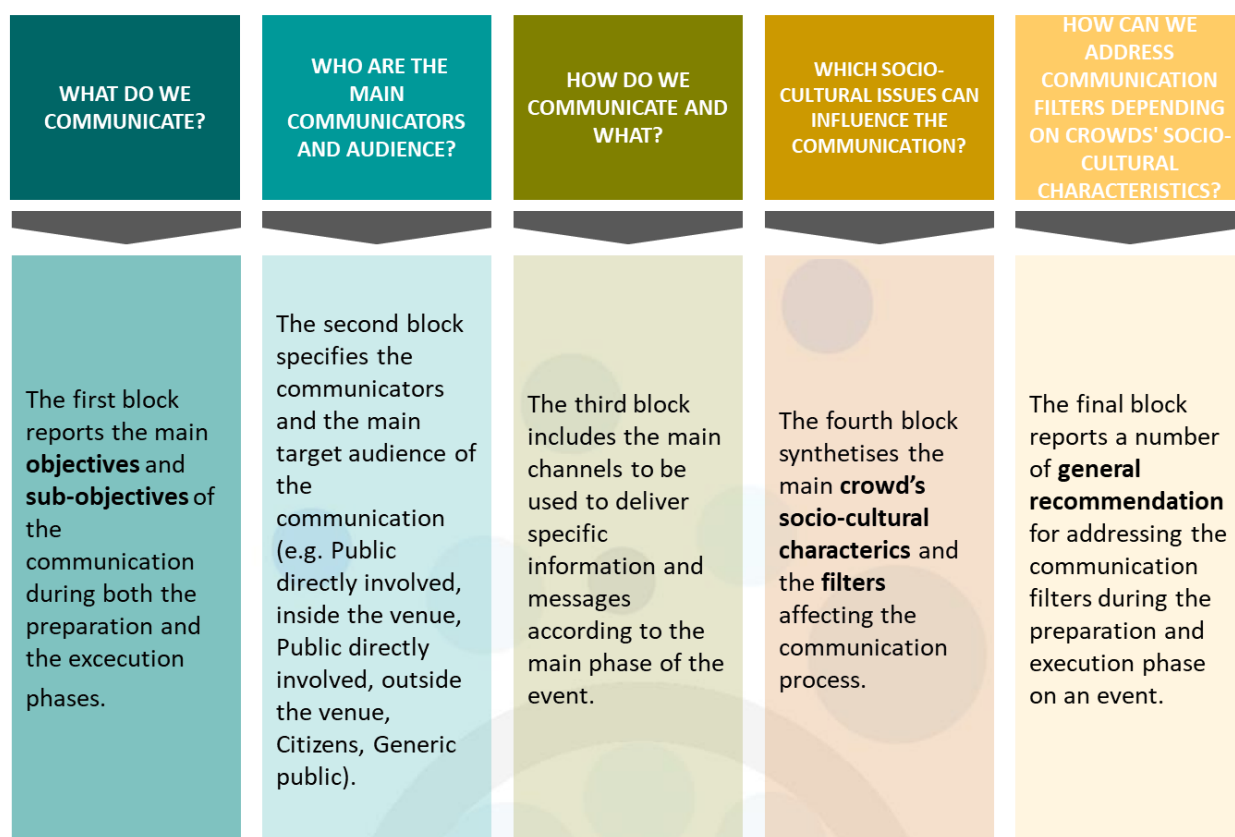 WHAT DO WE
COMMUNICATE?
WHO ARE THE
MAIN
COMMUNICATORS
AND AUDIENCE?
HOW DO WE
COMMUNICATE AND
WHAT?
WHICH SOCIO-
CULTURAL ISSUES CAN
INFLUENCE THE
COMMUNICATION?
HOW CAN WE
ADDRESS
COMMUNICATION
FILTERS DEPENDING
ON CROWDS' SOCIO-
CULTURAL
CHARACTERISTICS?
The first block
reports the main
objectives and
sub-objectives of
the
communication
during both the
preparation and
the excecution
phases.
The second block
specifies the
communicators
and the main
target audience of
the
communication
(e.g. Public
directly involved,
inside the venue,
Public directly
involved, outside
the venue,
Citizens, Generic
public).
The third block
includes the main
channels to be
used to deliver
specific
information and
messages
according to the
main phase of the
event.
The fourth block
synthetises the
main crowd’s
socio-cultural
characterics and
the filters
affecting the
communication
process.
The final block
reports a number
of general
recommendation
for addressing the
communication
filters during the
preparation and
execution phase
on an event.